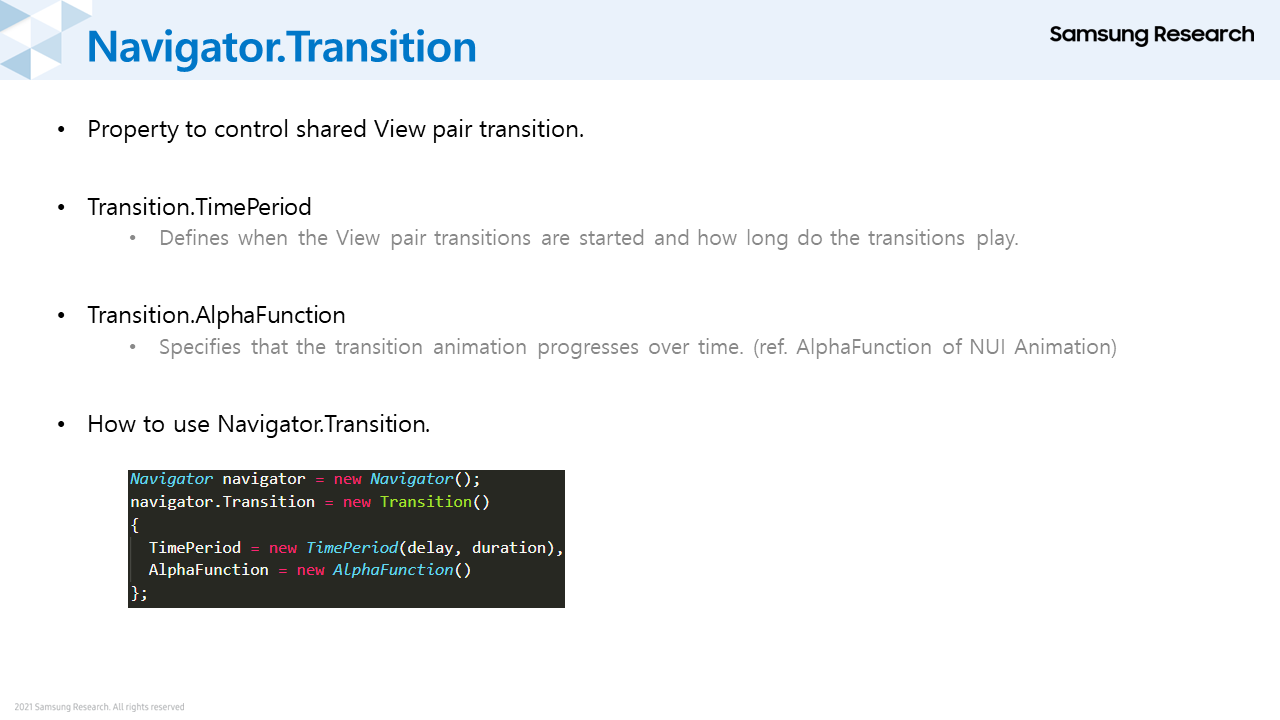 Navigator.Transition
Samsung Research
• Property to control shared View pair transition.
• Transition.TimePeriod
• Defines when the View pair transitions are started and how long do the transitions play.
• Transition.AlphaFunction
• Specifies that the transition animation progresses over time. (ref. AlphaFunction of NUI Animation)
• How to use Navigator.Transition.
Navigator navigator = new Navigator();
navigator.Transition = new Transition()
{
TimePeriod = new TimePeriod(delay, duration),
AlphaFunction = new AlphaFunction()
};
2021 Samsung Research. All rights reserved